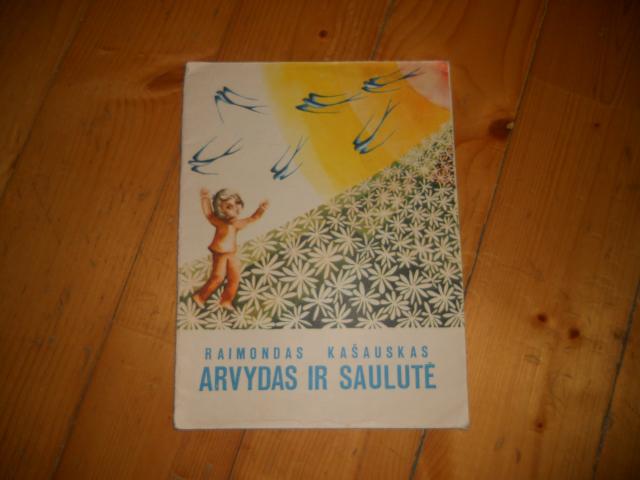 RAIMONDAS KAŠAUSKAS
ARVYDAS IR SAULUTĖ